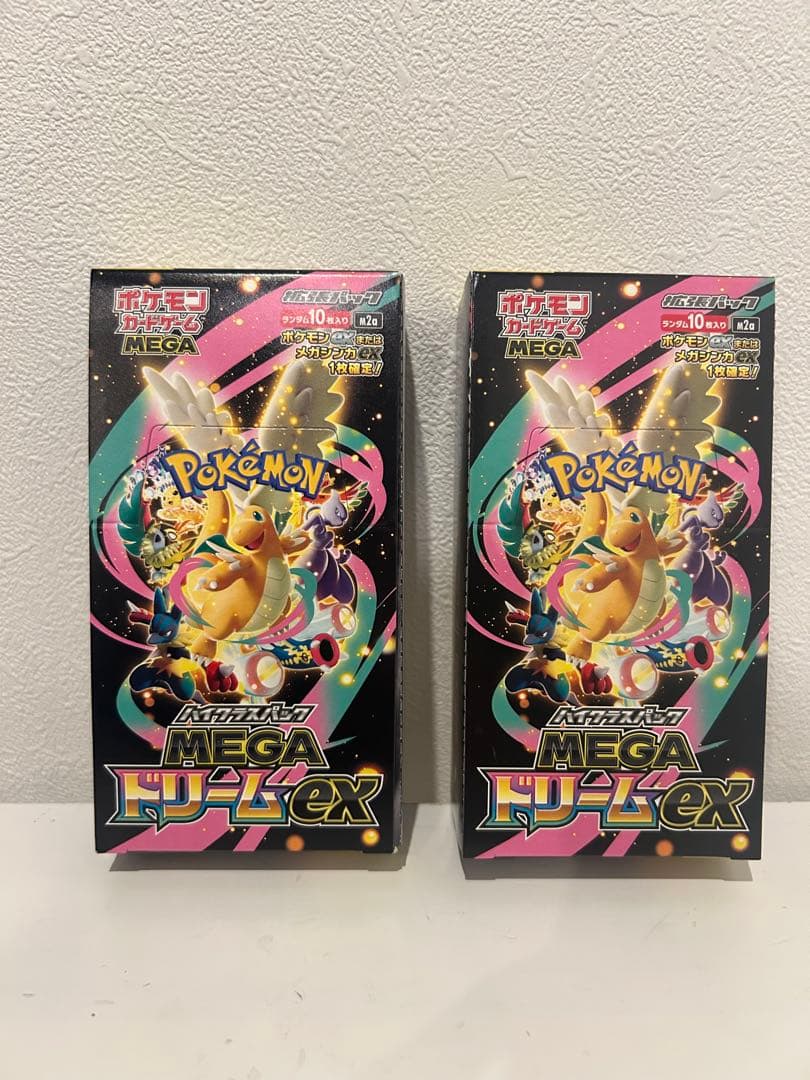 ポケモン
カードゲーム
MEGA
拡張パック
ランダム10枚入り
M2a
ポケモンexまたは
メガシンカex
1枚確定!
POKÉMON
ハイクラスパック
MEGA
ドリームex
ポケモン
カードゲーム
MEGA
拡張パック
ランダム10枚入り
M2a
ポケモンexまたは
メガシンカex
1枚確定!
POKÉMON
ハイクラスパック
MEGA
ドリームex